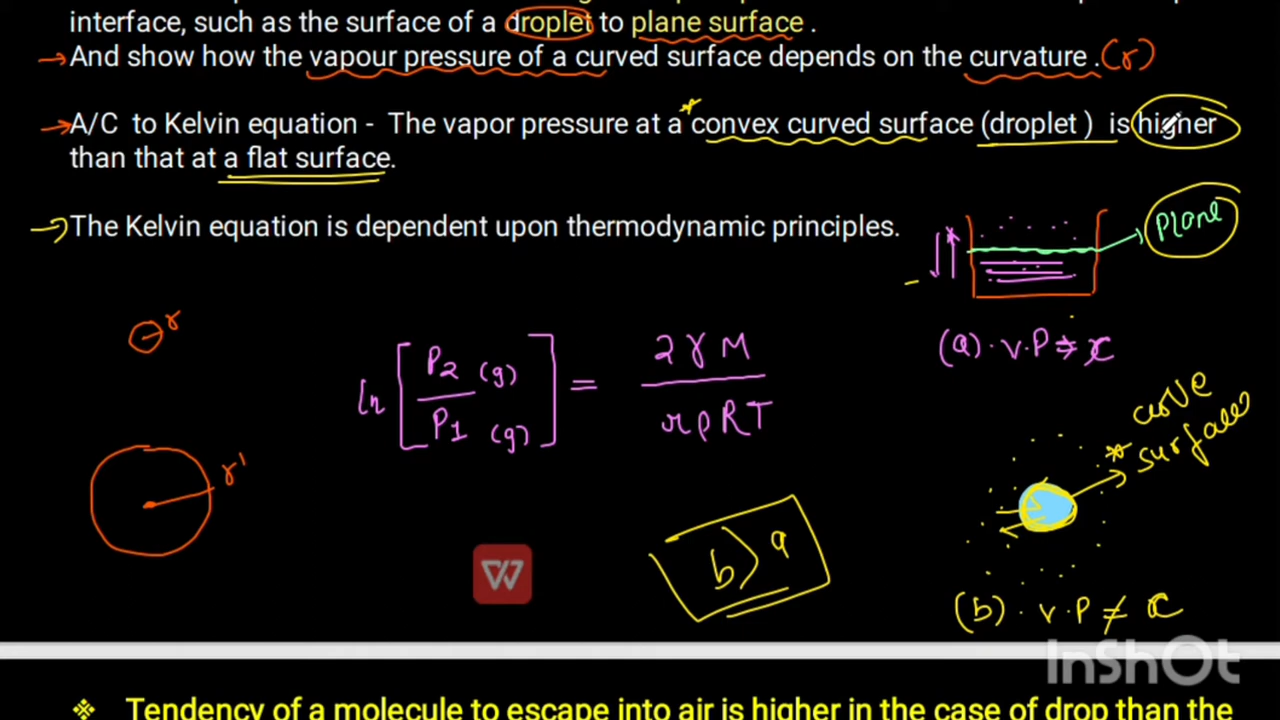 interface, such as the surface of a droplet to plane surface .
And show how the vapour pressure of a curved surface depends on the curvature . (r)
A/C to Kelvin equation - The vapor pressure at a convex curved surface (droplet ) is higher
than that at a flat surface.
The Kelvin equation is dependent upon thermodynamic principles.
Plane
r
ln [P2 (g) / P1 (g)] = 2γM / rρRT
(a) . V.P ⇒ c
curve
surface
r'
b > a
W
(b) . V.P ≠ c
InShOt
Tendency of a molecule to escape into air is higher in the case of drop than the